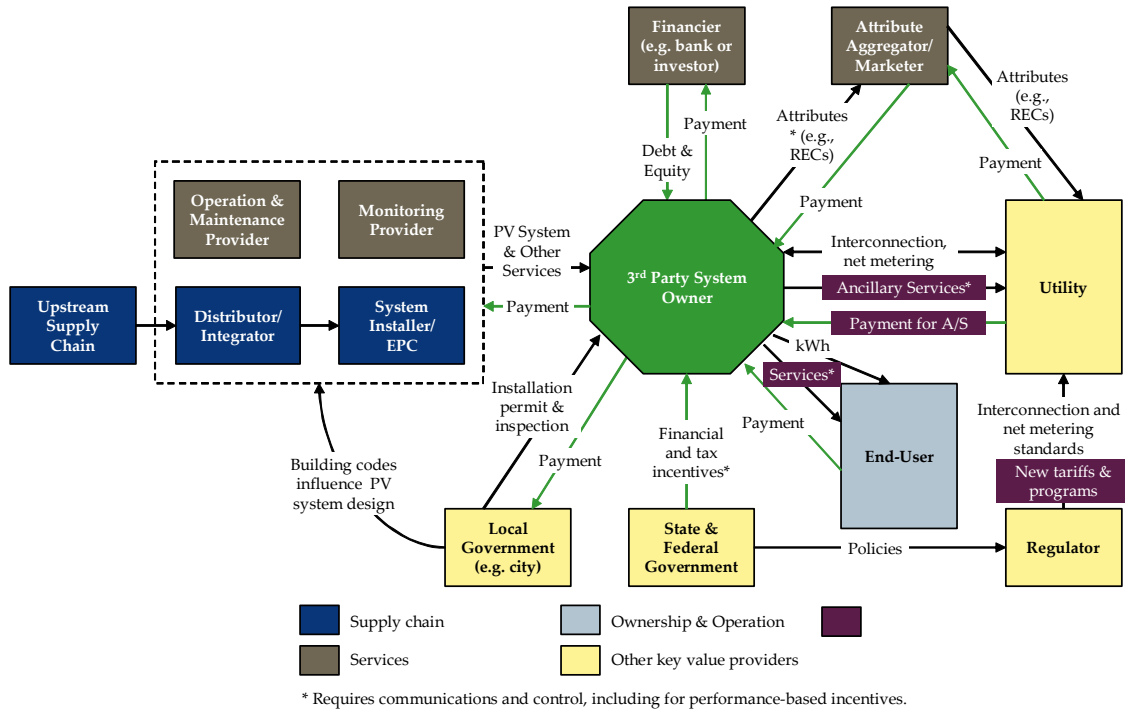 Financier
(e.g. bank or
investor)
Attribute
Aggregator/
Marketer
Attributes
(e.g.,
RECs)
Payment
Attributes
* (e.g.,
RECs)
Debt &
Equity
Payment
Payment
Operation &
Maintenance
Provider
Monitoring
Provider
PV System
& Other
Services
3rd Party System
Owner
Interconnection,
net metering
Utility
Ancillary Services*
Upstream
Supply
Chain
Distributor/
Integrator
System
Installer/
EPC
Payment
Payment for A/S
kWh
Services*
Installation
permit &
inspection
Payment
Interconnection and
net metering
standards
End-User
Financial
and tax
incentives*
Payment
Building codes
influence PV
system design
New tariffs &
programs
Local
Government
(e.g. city)
State &
Federal
Government
Policies
Regulator
Supply chain
Ownership & Operation
Services
Other key value providers
* Requires communications and control, including for performance-based incentives.